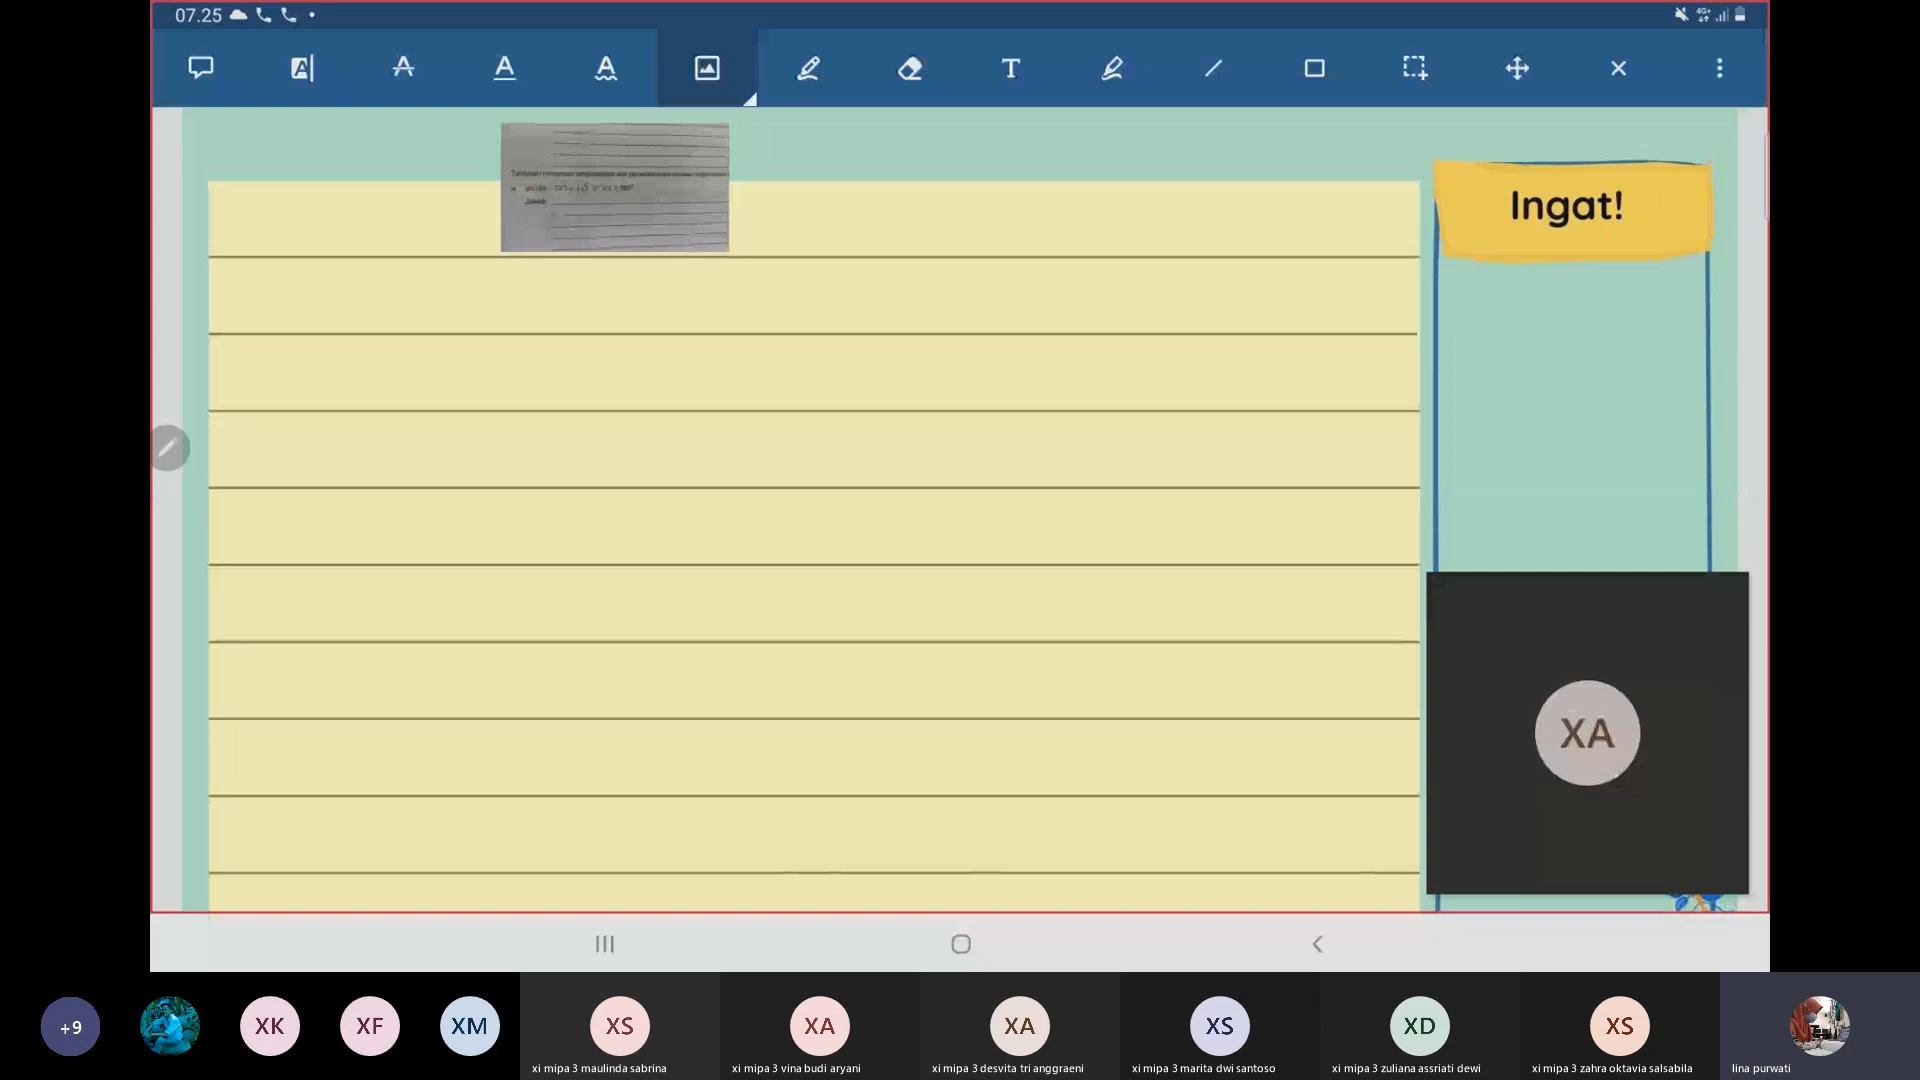 07.25
4G+
A
A
A
A
T
Jawab:
Ingat!
XA
+9
XK
XF
XM
XS
XA
XA
XS
XD
XS
xi mipa 3 maulinda sabrina
xi mipa 3 vina budi aryani
xi mipa 3 desvita tri anggraeni
xi mipa 3 marita dwi santoso
xi mipa 3 zuliana assriati dewi
xi mipa 3 zahra oktavia salsabila
lina purwati